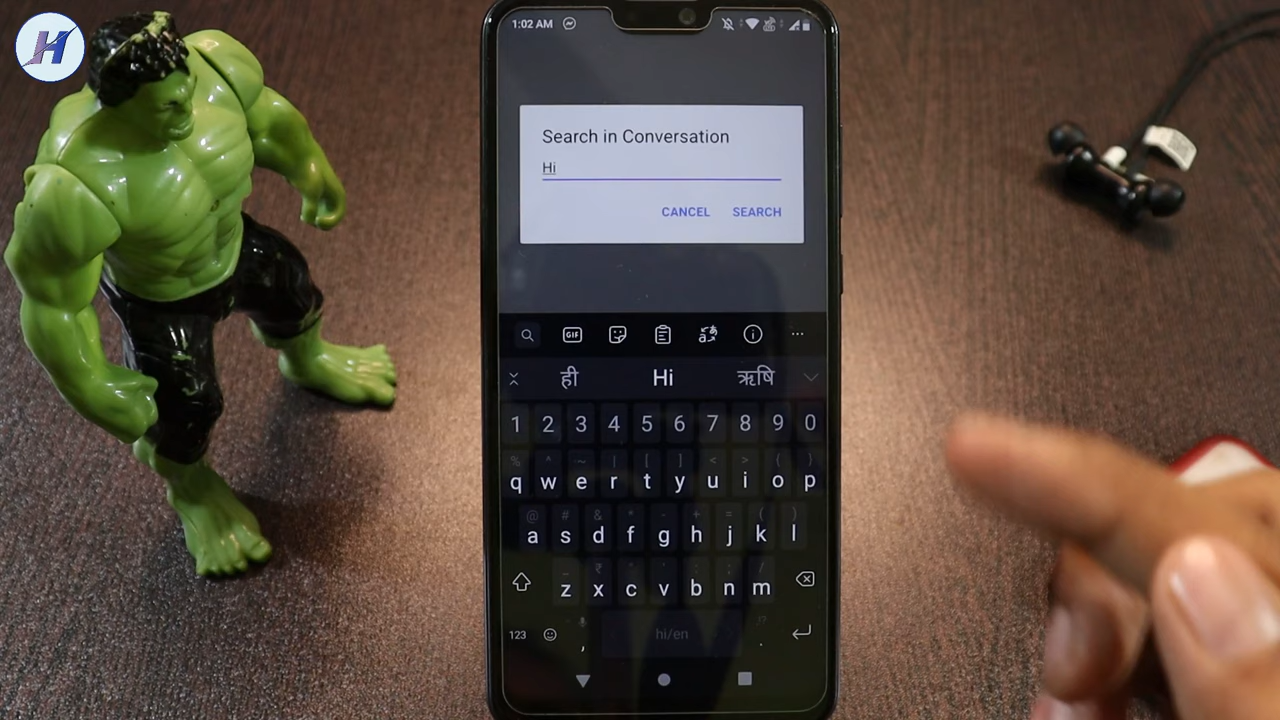 H
1:02 AM
Search in Conversation
Hi
CANCEL SEARCH
GIF
ही Hi ऋषि
1 2 3 4 5 6 7 8 9 0
% ^ ~ | [ ] < > { }
q w e r t y u i o p
@ # & * - + = ( )
a s d f g h j k l
z x c v b n m
123 , hi/en .